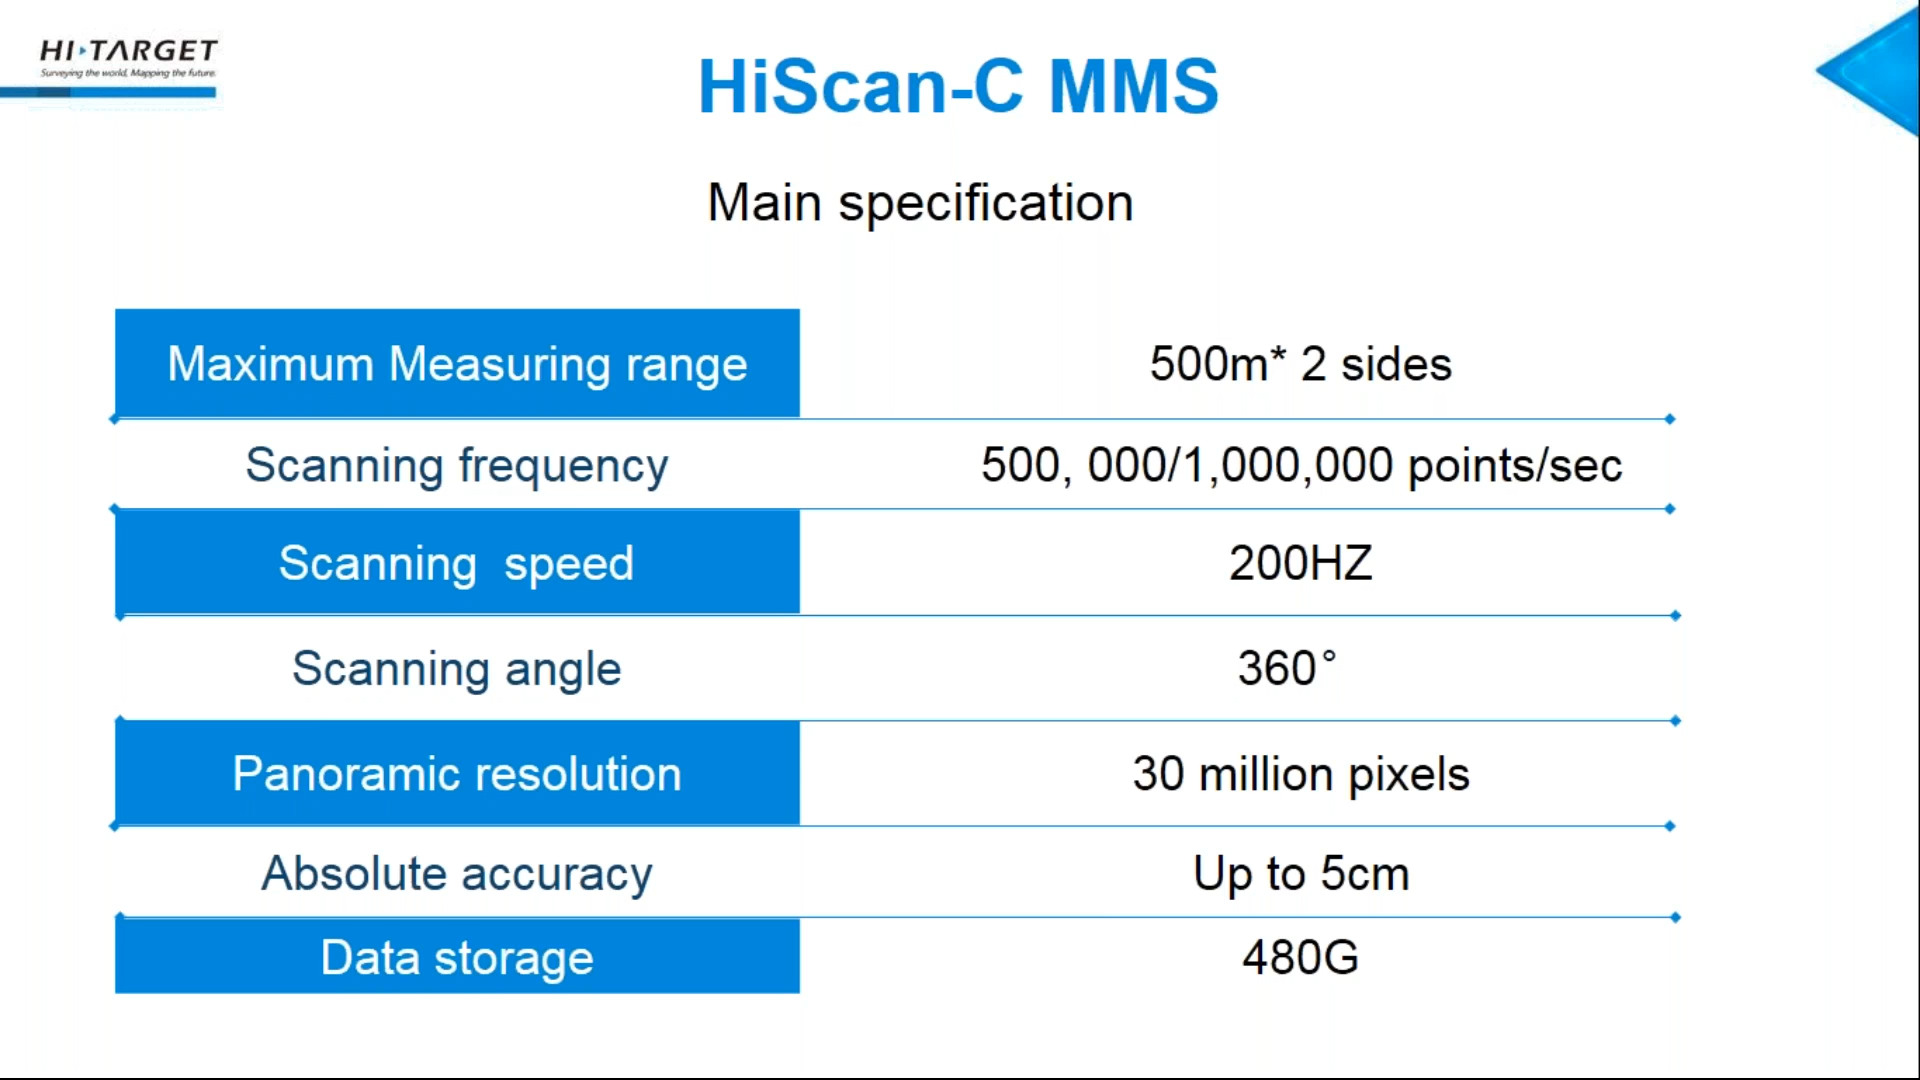 HI-TARGET
Surveying the world, Mapping the future.
HiScan-C MMS
Main specification
Maximum Measuring range 500m* 2 sides
Scanning frequency 500, 000/1,000,000 points/sec
Scanning  speed 200HZ
Scanning angle 360°
Panoramic resolution 30 million pixels
Absolute accuracy Up to 5cm
Data storage 480G